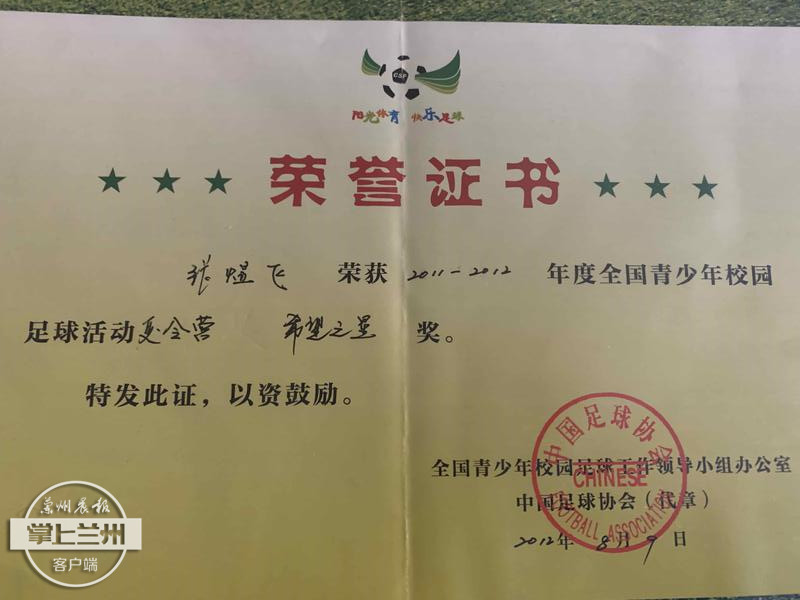 CSF
阳光体育 快乐足球
荣誉证书
张煜飞 荣获 2011-2012 年度全国青少年校园
足球活动夏令营 希望之星 奖。
特发此证，以资鼓励。
全国青少年校园足球工作领导小组办公室
中国足球协会（代章）
2012年 8月 9日
中国足球协会
CHINESE
FOOTBALL ASSOCIATION
兰州晨报
掌上兰州
客户端